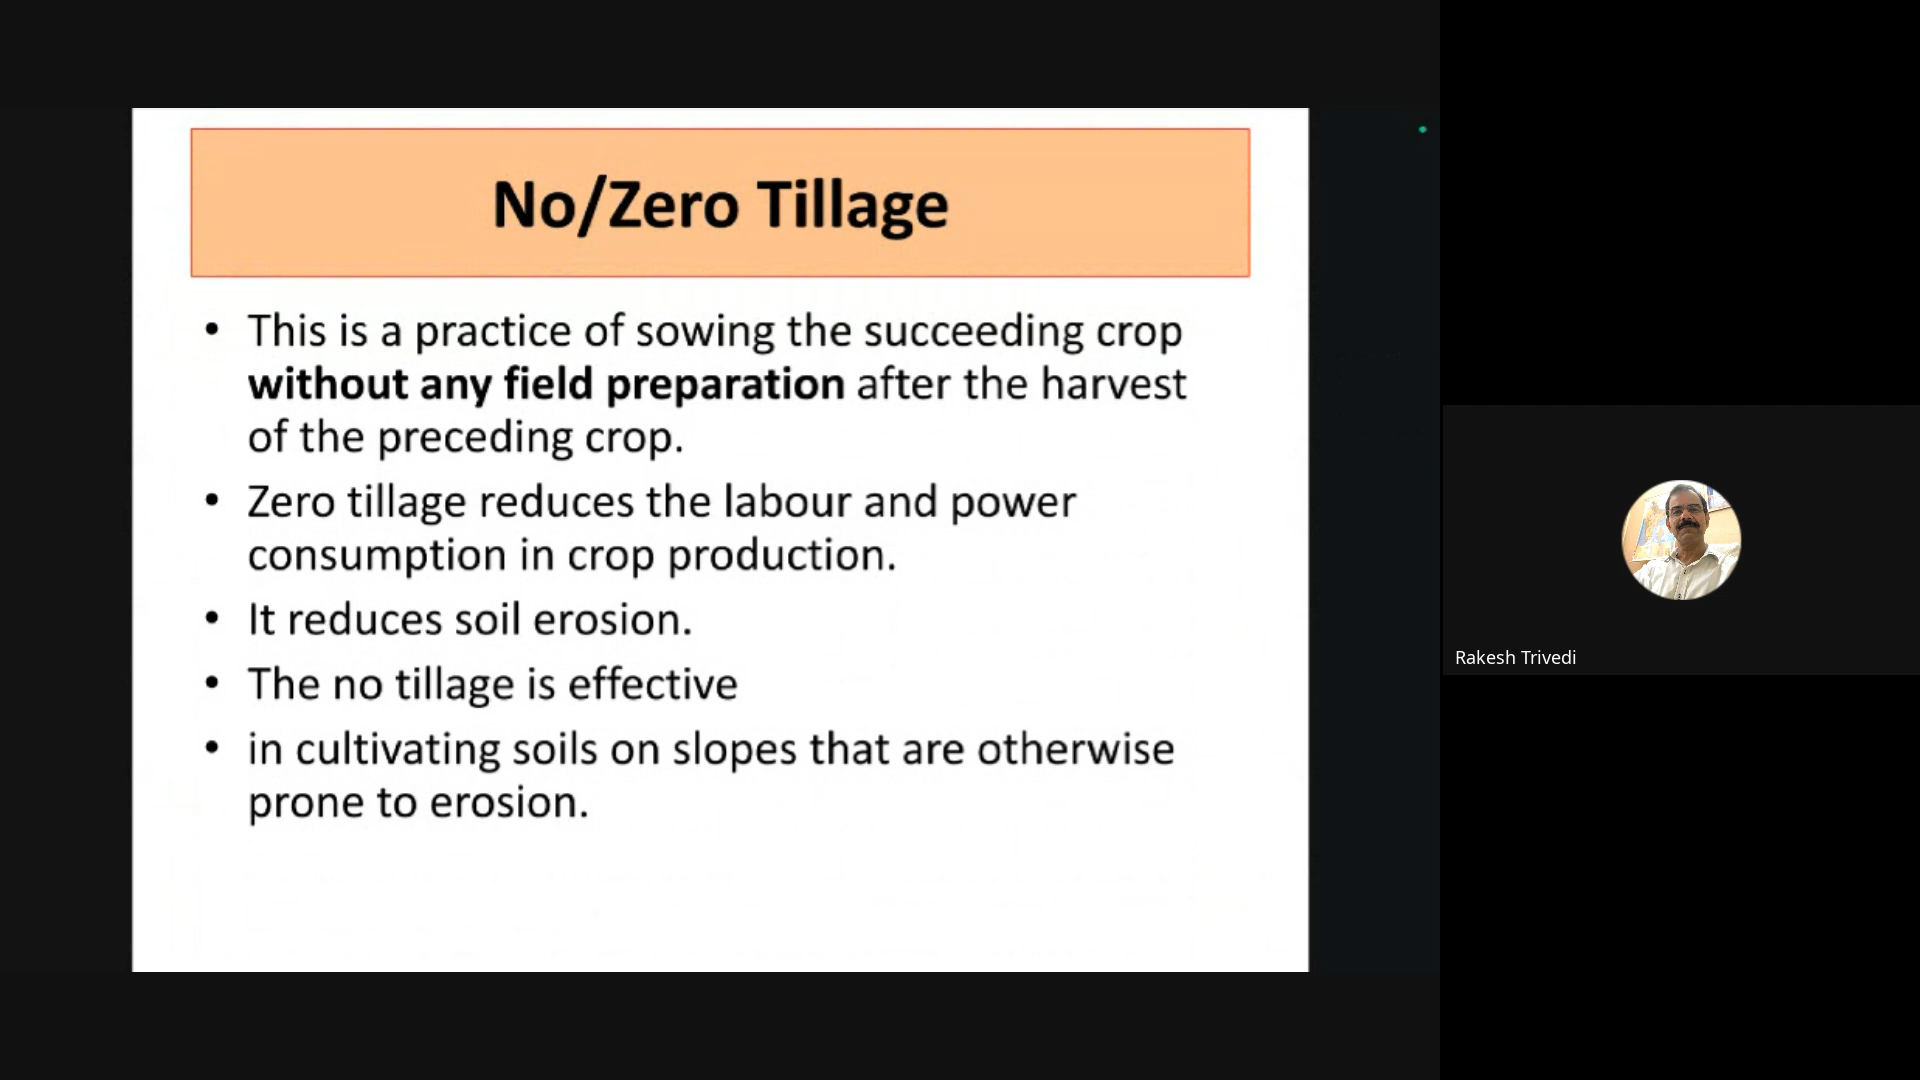 No/Zero Tillage
• This is a practice of sowing the succeeding crop
without any field preparation after the harvest
of the preceding crop.
• Zero tillage reduces the labour and power
consumption in crop production.
• It reduces soil erosion.
• The no tillage is effective
• in cultivating soils on slopes that are otherwise
prone to erosion.
Rakesh Trivedi